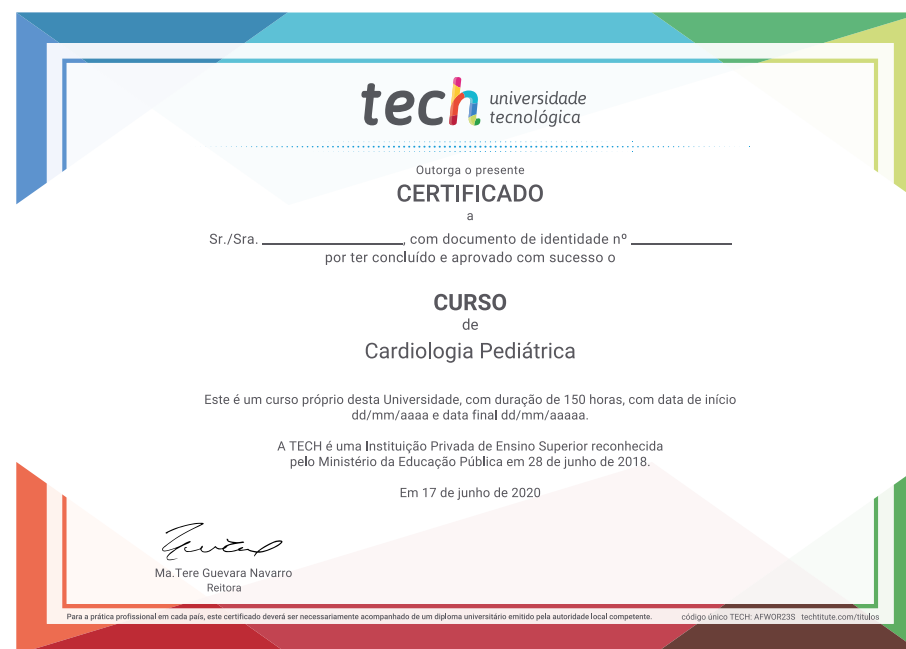 tech universidade
tecnológica
Outorga o presente
CERTIFICADO
a
Sr./Sra. ________________, com documento de identidade nº ____________
por ter concluído e aprovado com sucesso o
CURSO
de
Cardiologia Pediátrica
Este é um curso próprio desta Universidade, com duração de 150 horas, com data de início
dd/mm/aaaa e data final dd/mm/aaaaa.
A TECH é uma Instituição Privada de Ensino Superior reconhecida
pelo Ministério da Educação Pública em 28 de junho de 2018.
Em 17 de junho de 2020
Ma.Tere Guevara Navarro
Reitora
Para a prática profissional em cada país, este certificado deverá ser necessariamente acompanhado de um diploma universitário emitido pela autoridade local competente. código único TECH: AFWOR23S techtitute.com/titulos